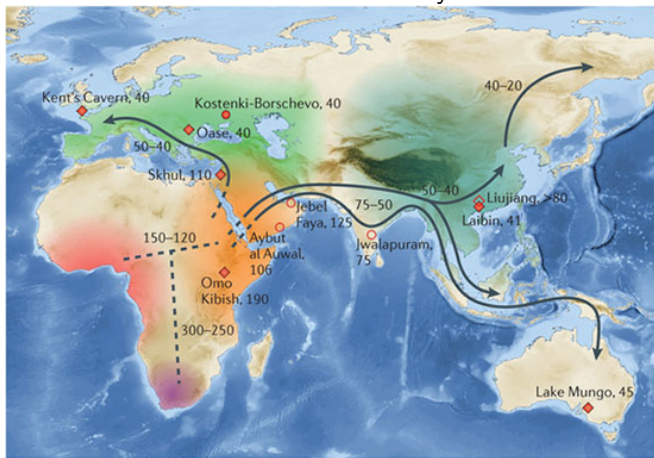 40–20
Kent's Cavern, 40
Kostenki-Borschevo, 40
Oase, 40
50–40
Skhul, 110
50–40
Liujiang, >80
Jebel
Faya, 125
75–50
Laibin, 41
150–120
Aybut
al Auwal,
106
Jwalapuram,
75
Omo
Kibish, 190
300–250
Lake Mungo, 45